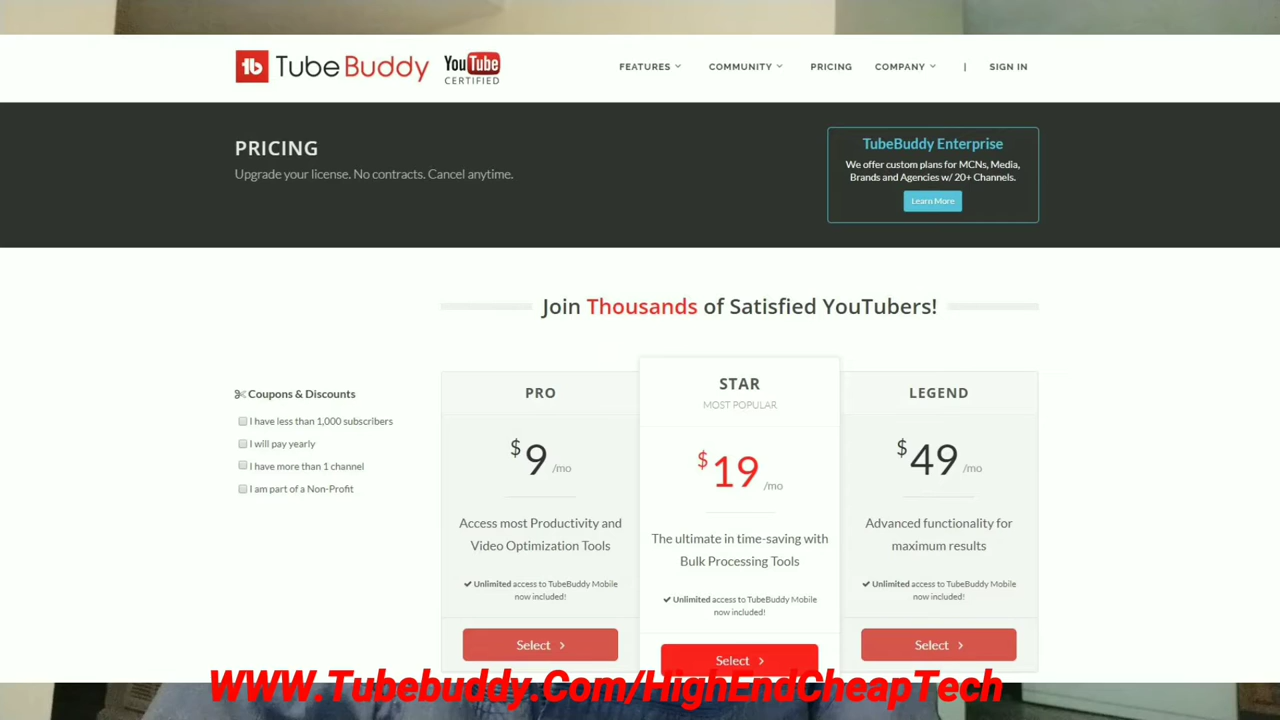 TubeBuddy YouTube CERTIFIED
FEATURES COMMUNITY PRICING COMPANY | SIGN IN
PRICING
Upgrade your license. No contracts. Cancel anytime.
TubeBuddy Enterprise
We offer custom plans for MCNs, Media,
Brands and Agencies w/ 20+ Channels.
Learn More
Join Thousands of Satisfied YouTubers!
Coupons & Discounts
I have less than 1,000 subscribers
I will pay yearly
I have more than 1 channel
I am part of a Non-Profit
PRO
$9 /mo
Access most Productivity and
Video Optimization Tools
✔ Unlimited access to TubeBuddy Mobile
now included!
Select >
STAR
MOST POPULAR
$19 /mo
The ultimate in time-saving with
Bulk Processing Tools
✔ Unlimited access to TubeBuddy Mobile
now included!
Select >
LEGEND
$49 /mo
Advanced functionality for
maximum results
✔ Unlimited access to TubeBuddy Mobile
now included!
Select >
WWW.Tubebuddy.Com/HighEndCheapTech